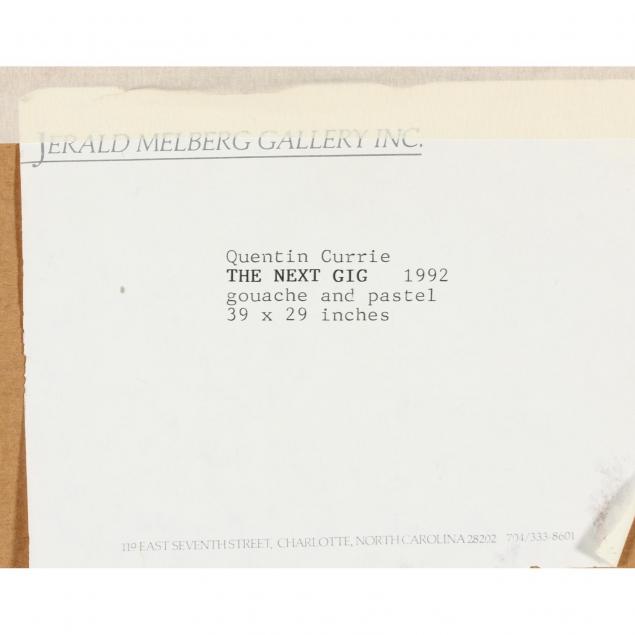 JERALD MELBERG GALLERY INC.
Quentin Currie
THE NEXT GIG 1992
gouache and pastel
39 x 29 inches
119 EAST SEVENTH STREET, CHARLOTTE, NORTH CAROLINA 28202 704/333-8601